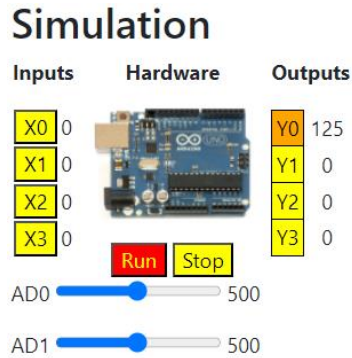 Simulation
Inputs Hardware Outputs
X0 0 Y0 125
X1 0 Y1 0
X2 0 Y2 0
X3 0 Y3 0
Run Stop
AD0 500
AD1 500